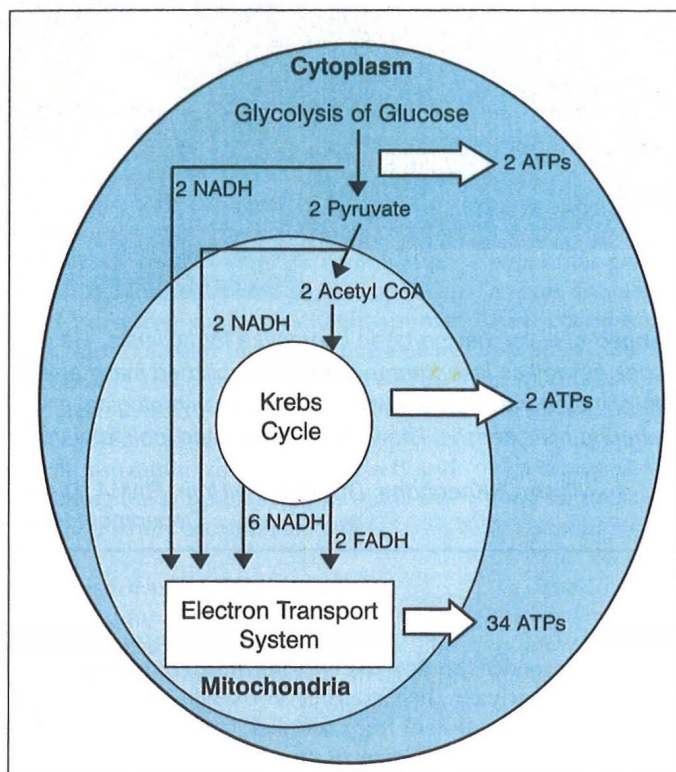 Cytoplasm
Glycolysis of Glucose
2 ATPs
2 NADH
2 Pyruvate
2 Acetyl CoA
2 NADH
Krebs
Cycle
2 ATPs
6 NADH
2 FADH
Electron Transport
System
34 ATPs
Mitochondria